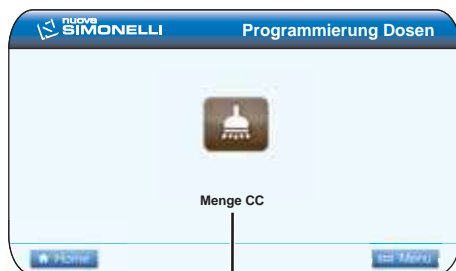 nuova
SIMONELLI
Programmierung Dosen
Menge CC
Home
Menu